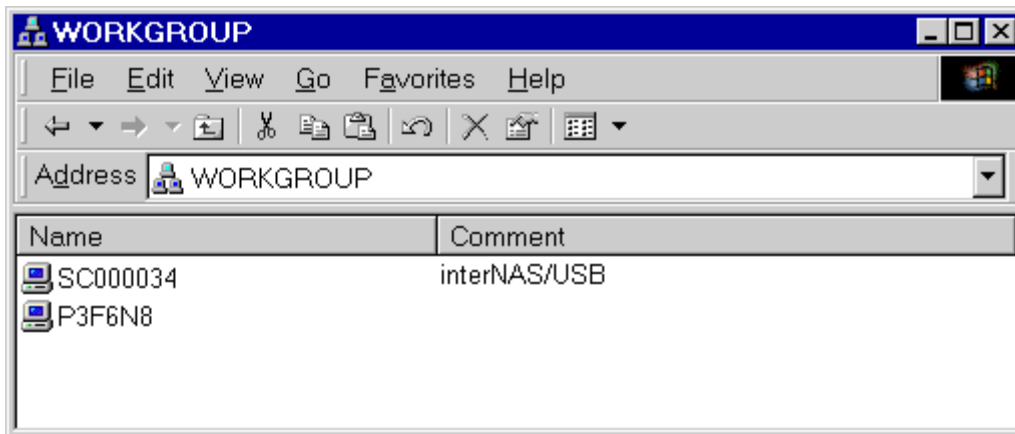 WORKGROUP
File Edit View Go Favorites Help
Address WORKGROUP
Name Comment
SC000034 interNAS/USB
P3F6N8